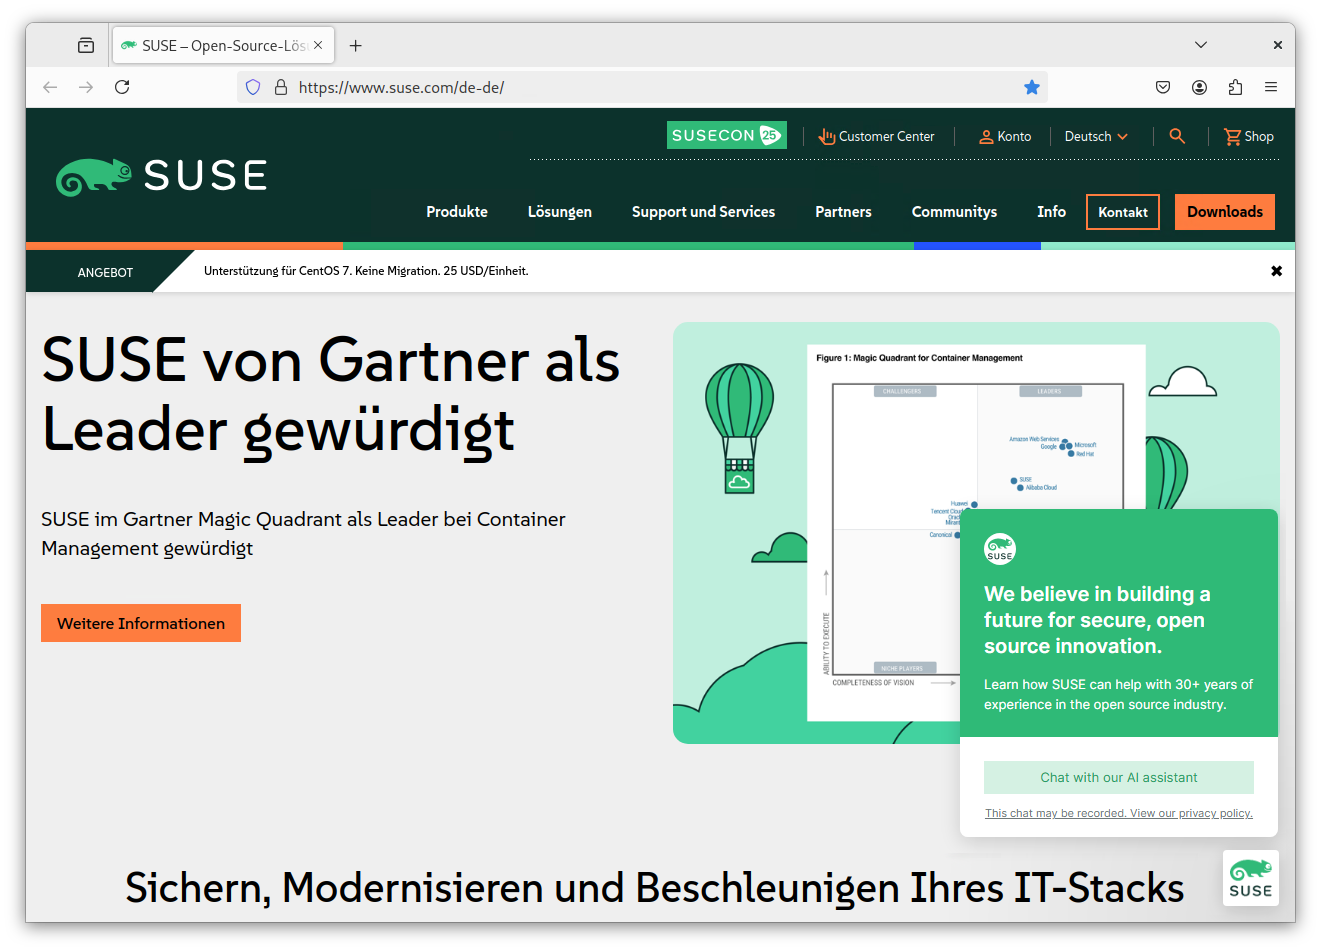 SUSE – Open-Source-Lös
https://www.suse.com/de-de/
SUSECON 25
Customer Center
Konto
Deutsch
Shop
SUSE
Produkte
Lösungen
Support und Services
Partners
Communitys
Info
Kontakt
Downloads
ANGEBOT
Unterstützung für CentOS 7. Keine Migration. 25 USD/Einheit.
SUSE von Gartner als
Leader gewürdigt
SUSE im Gartner Magic Quadrant als Leader bei Container
Management gewürdigt
Weitere Informationen
Figure 1: Magic Quadrant for Container Management
CHALLENGERS
LEADERS
Amazon Web Services
Google
Microsoft
Red Hat
SUSE
Alibaba Cloud
Huawei
Tencent Cloud
Canonical
ABILITY TO EXECUTE
NICHE PLAYERS
COMPLETENESS OF VISION
SUSE
We believe in building a
future for secure, open
source innovation.
Learn how SUSE can help with 30+ years of
experience in the open source industry.
Chat with our AI assistant
This chat may be recorded. View our privacy policy.
Sichern, Modernisieren und Beschleunigen Ihres IT-Stacks
SUSE